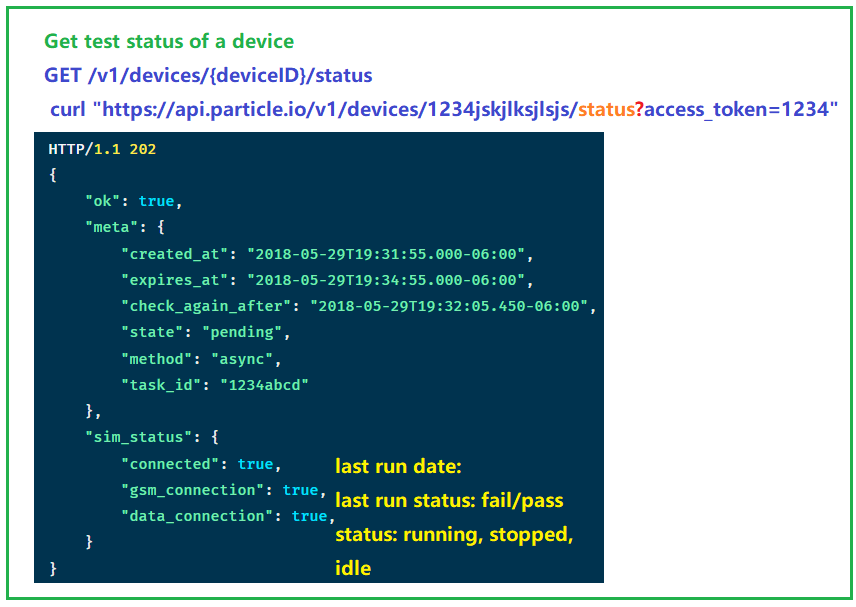 Get test status of a device
GET /v1/devices/{deviceID}/status
curl "https://api.particle.io/v1/devices/1234jskjlksjlsjs/status?access_token=1234"
HTTP/1.1 202
{
"ok": true,
"meta": {
"created_at": "2018-05-29T19:31:55.000-06:00",
"expires_at": "2018-05-29T19:34:55.000-06:00",
"check_again_after": "2018-05-29T19:32:05.450-06:00",
"state": "pending",
"method": "async",
"task_id": "1234abcd"
},
"sim_status": {
"connected": true,
"gsm_connection": true,
"data_connection": true,
}
}
last run date:
last run status: fail/pass
status: running, stopped,
idle